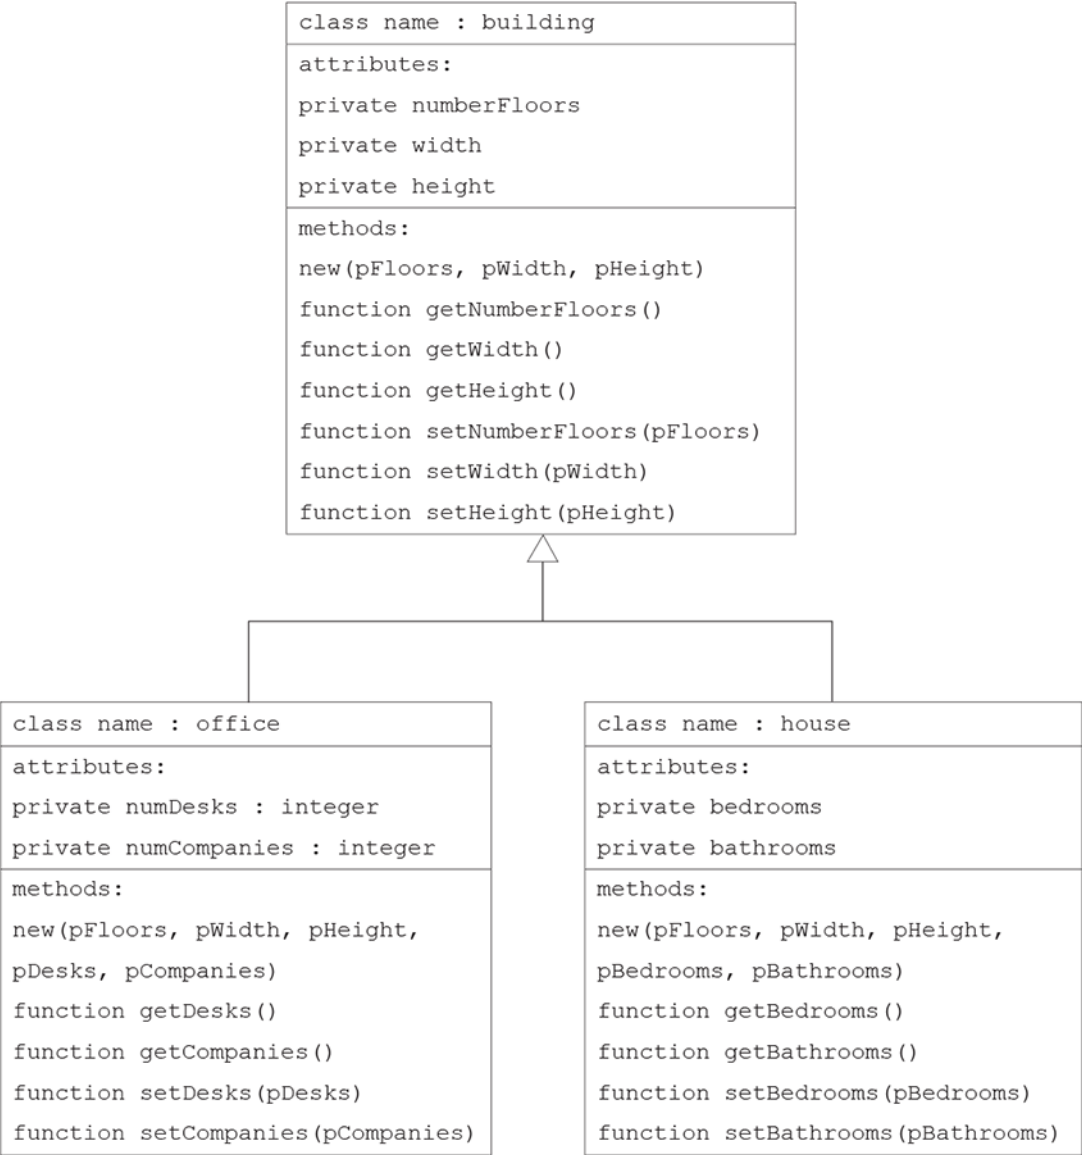 class name : building
attributes:
private numberFloors
private width
private height
methods:
new(pFloors, pWidth, pHeight)
function getNumberFloors()
function getWidth()
function getHeight()
function setNumberFloors(pFloors)
function setWidth(pWidth)
function setHeight(pHeight)
class name : office
attributes:
private numDesks : integer
private numCompanies : integer
methods:
new(pFloors, pWidth, pHeight,
pDesks, pCompanies)
function getDesks()
function getCompanies()
function setDesks(pDesks)
function setCompanies(pCompanies)
class name : house
attributes:
private bedrooms
private bathrooms
methods:
new(pFloors, pWidth, pHeight,
pBedrooms, pBathrooms)
function getBedrooms()
function getBathrooms()
function setBedrooms(pBedrooms)
function setBathrooms(pBathrooms)